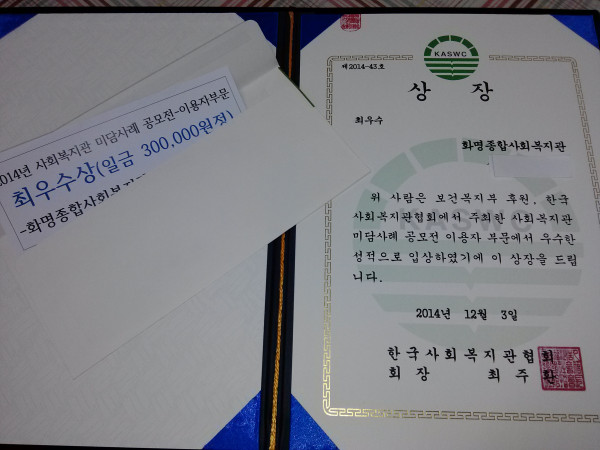 2014년 사회복지관 미담사례 공모전-이용자부문
최우수상(일금 300,000원정)
-화명종합사회복지
KASWC
제2014-43호
상 장
최우수
화명종합사회복지관
위 사람은 보건복지부 후원, 한국
사회복지관협회에서 주최한 사회복지관
미담사례 공모전 이용자 부문에서 우수한
성적으로 입상하였기에 이 상장을 드립
니다.
2014년 12월 3일
한국사회복지관협회
회 장 최 주 환